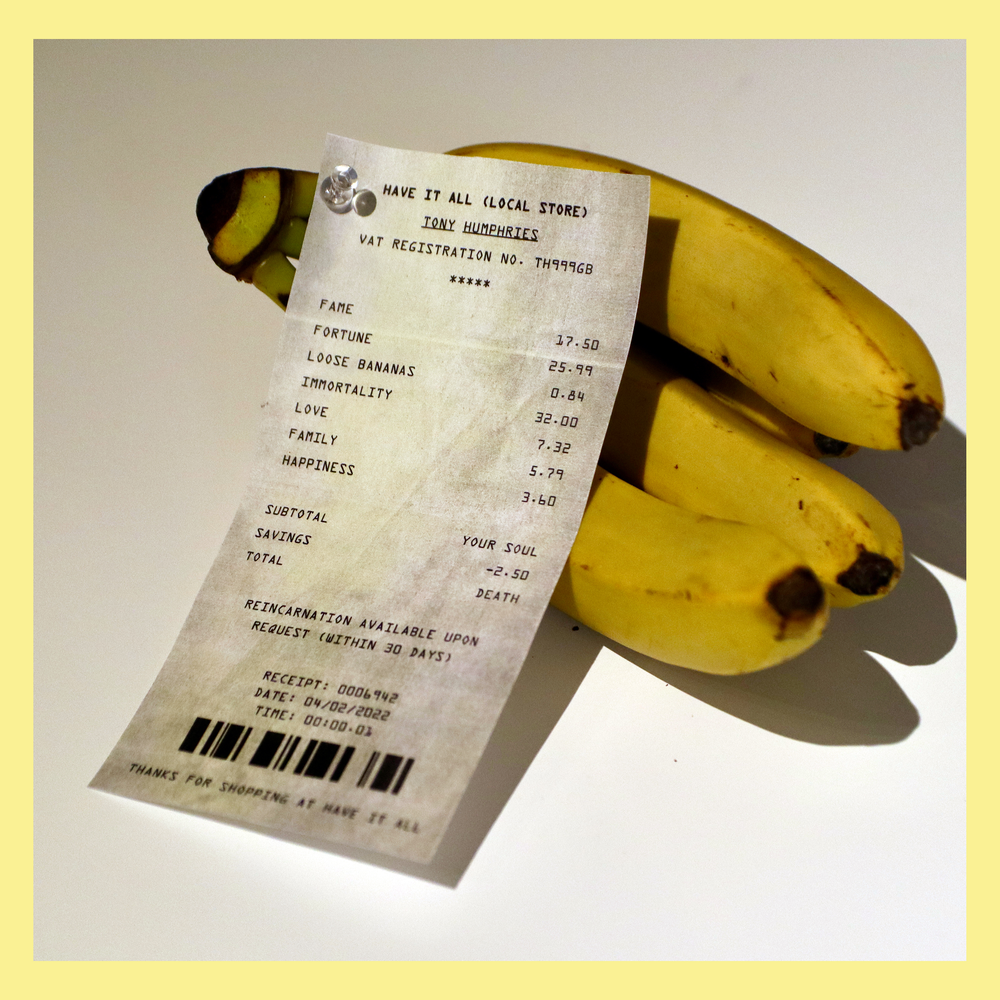 HAVE IT ALL (LOCAL STORE)
TONY HUMPHRIES
VAT REGISTRATION NO. TH999GB
*****
FAME 17.50
FORTUNE 25.99
LOOSE BANANAS 0.84
IMMORTALITY 32.00
LOVE 7.32
FAMILY 5.79
HAPPINESS 3.60
SUBTOTAL YOUR SOUL
SAVINGS -2.50
TOTAL DEATH
REINCARNATION AVAILABLE UPON
REQUEST (WITHIN 30 DAYS)
RECEIPT: 0006942
DATE: 04/02/2022
TIME: 00:00.01
THANKS FOR SHOPPING AT HAVE IT ALL